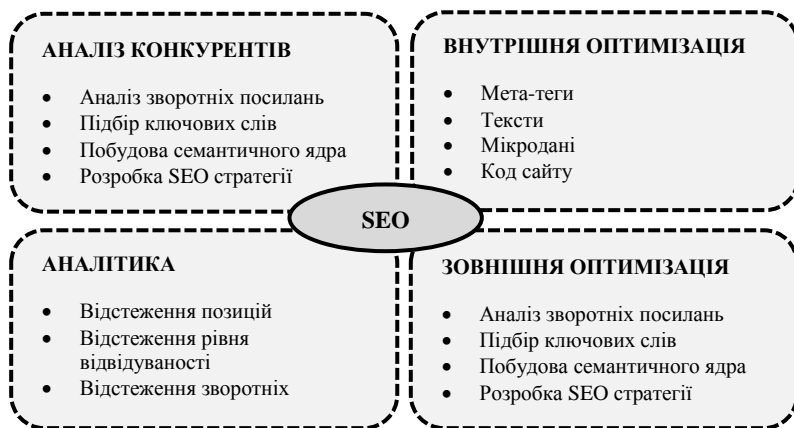 АНАЛІЗ КОНКУРЕНТІВ
• Аналіз зворотніх посилань
• Підбір ключових слів
• Побудова семантичного ядра
• Розробка SEO стратегії
ВНУТРІШНЯ ОПТИМІЗАЦІЯ
• Мета-теги
• Тексти
• Мікродані
• Код сайту
SEO
АНАЛІТИКА
• Відстеження позицій
• Відстеження рівня
відвідуваності
• Відстеження зворотніх
ЗОВНІШНЯ ОПТИМІЗАЦІЯ
• Аналіз зворотніх посилань
• Підбір ключових слів
• Побудова семантичного ядра
• Розробка SEO стратегії